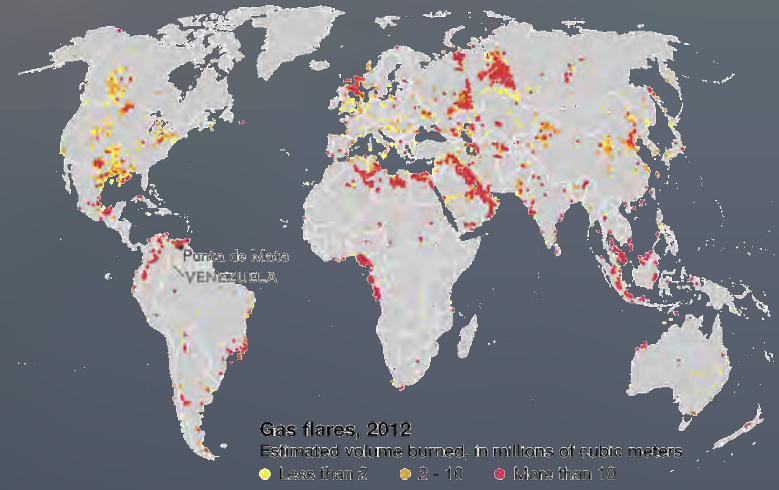 Punta de Mata
VENEZUELA
Gas flares, 2012
Estimated volume burned, in millions of cubic meters
Less than 2
2 - 10
More than 10